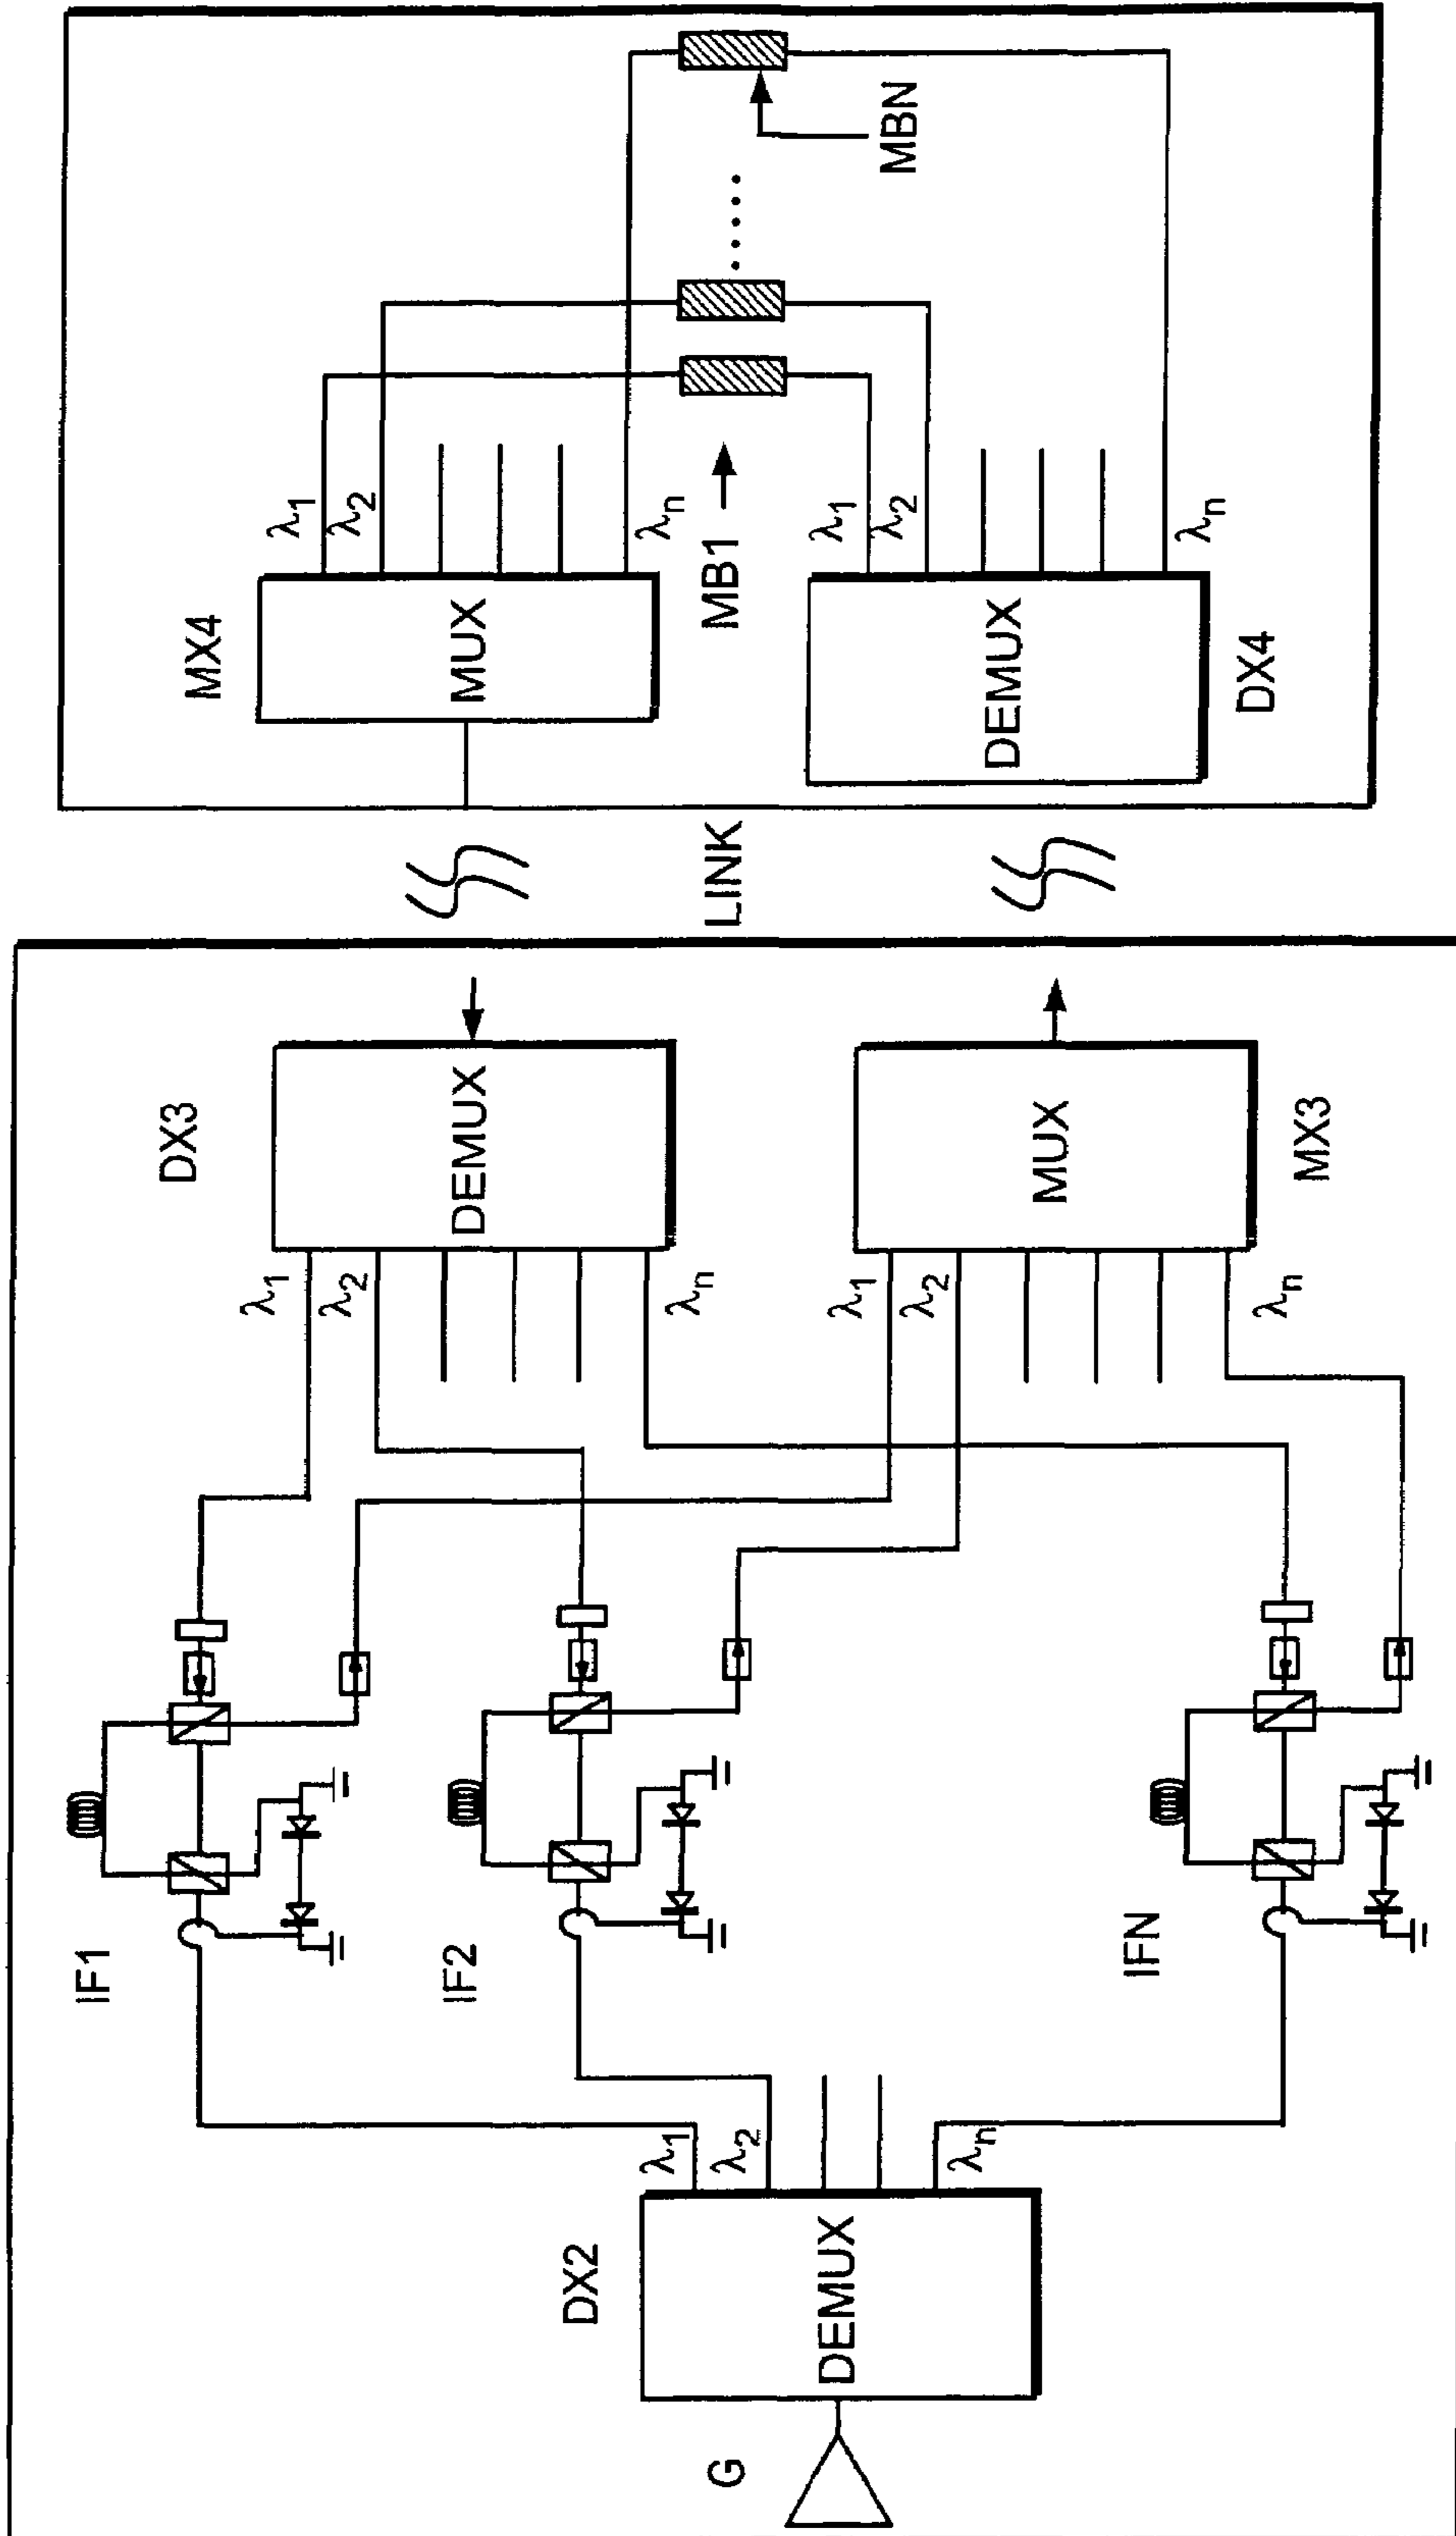 G
DX2
DEMUX
λ1
λ2
λn
IF1
IF2
IFN
DX3
DEMUX
λ1
λ2
λn
MUX
MX3
λ1
λ2
λn
LINK
MX4
MUX
λ1
λ2
λn
MB1
MBN
DEMUX
DX4
λ1
λ2
λn